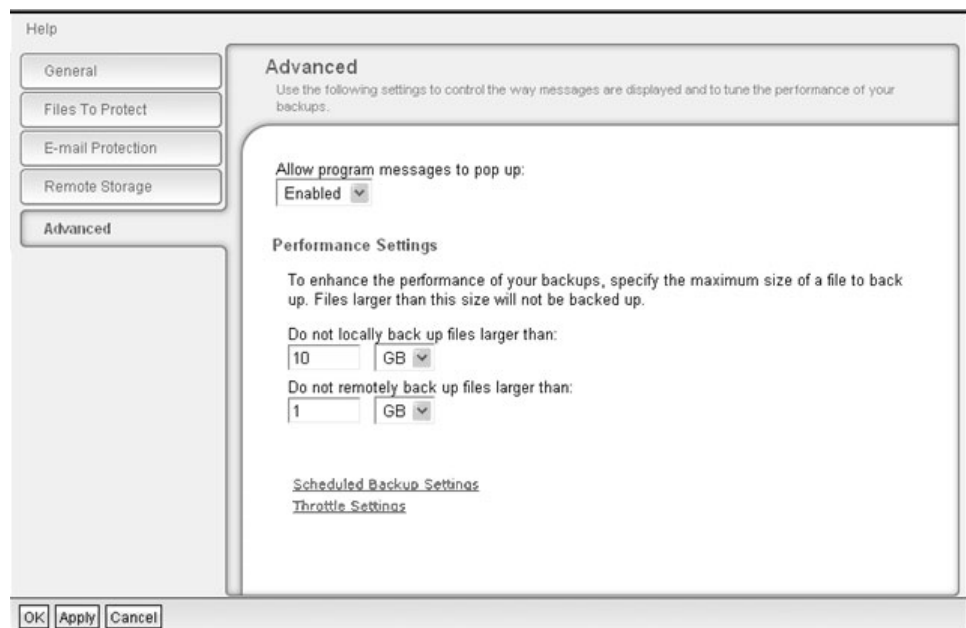 Help
General
Files To Protect
E-mail Protection
Remote Storage
Advanced
Advanced
Use the following settings to control the way messages are displayed and to tune the performance of your
backups.
Allow program messages to pop up:
Enabled
Performance Settings
To enhance the performance of your backups, specify the maximum size of a file to back
up. Files larger than this size will not be backed up.
Do not locally back up files larger than:
10 GB
Do not remotely back up files larger than:
1 GB
Scheduled Backup Settings
Throttle Settings
OK Apply Cancel